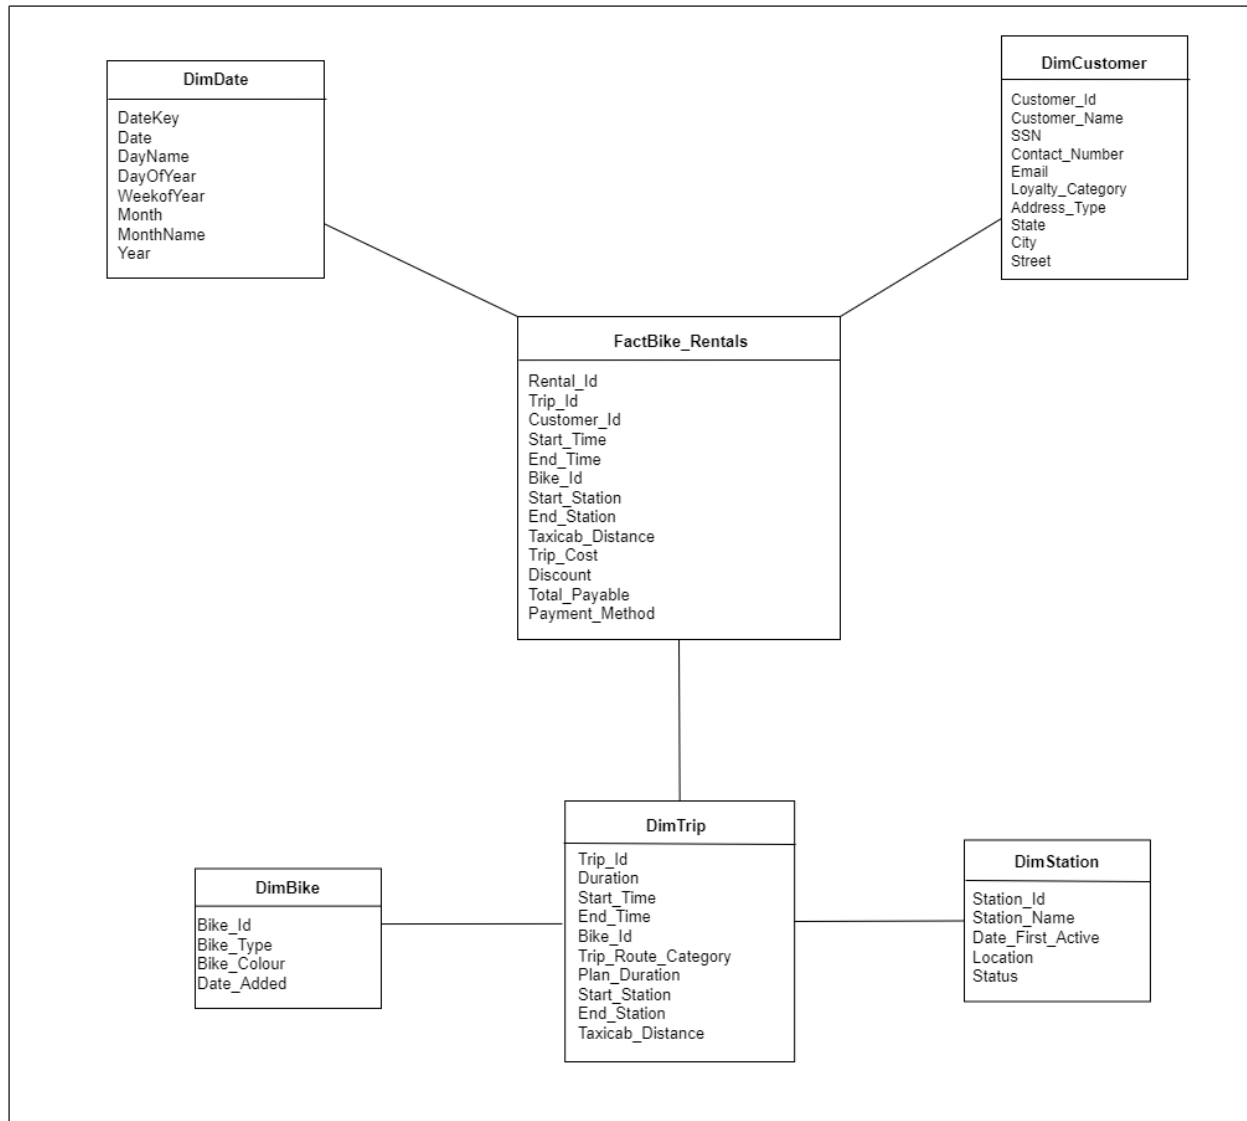 DimDate
DateKey
Date
DayName
DayOfYear
WeekofYear
Month
MonthName
Year
DimCustomer
Customer_Id
Customer_Name
SSN
Contact_Number
Email
Loyalty_Category
Address_Type
State
City
Street
FactBike_Rentals
Rental_Id
Trip_Id
Customer_Id
Start_Time
End_Time
Bike_Id
Start_Station
End_Station
Taxicab_Distance
Trip_Cost
Discount
Total_Payable
Payment_Method
DimBike
Bike_Id
Bike_Type
Bike_Colour
Date_Added
DimTrip
Trip_Id
Duration
Start_Time
End_Time
Bike_Id
Trip_Route_Category
Plan_Duration
Start_Station
End_Station
Taxicab_Distance
DimStation
Station_Id
Station_Name
Date_First_Active
Location
Status